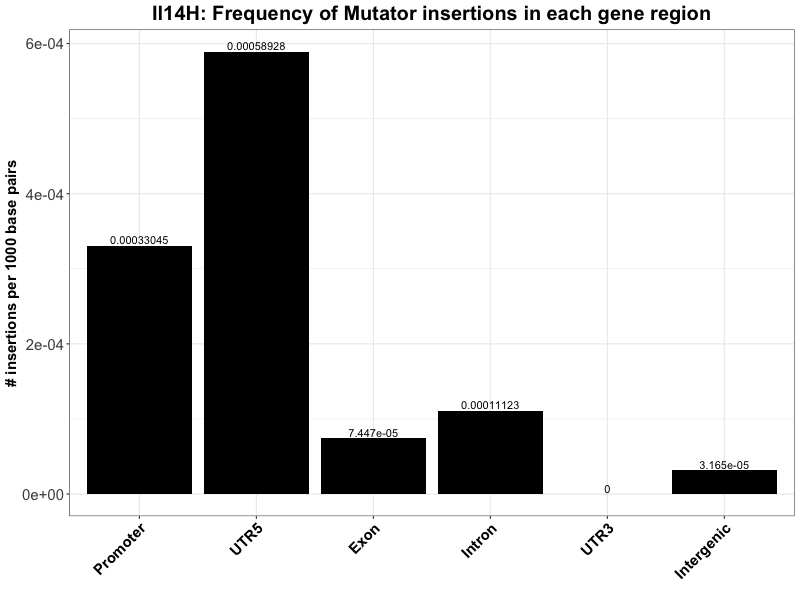 Il14H: Frequency of Mutator insertions in each gene region
# insertions per 1000 base pairs
6e-04
4e-04
2e-04
0e+00
0.00033045
0.00058928
7.447e-05
0.00011123
0
3.165e-05
Promoter
UTR5
Exon
Intron
UTR3
Intergenic